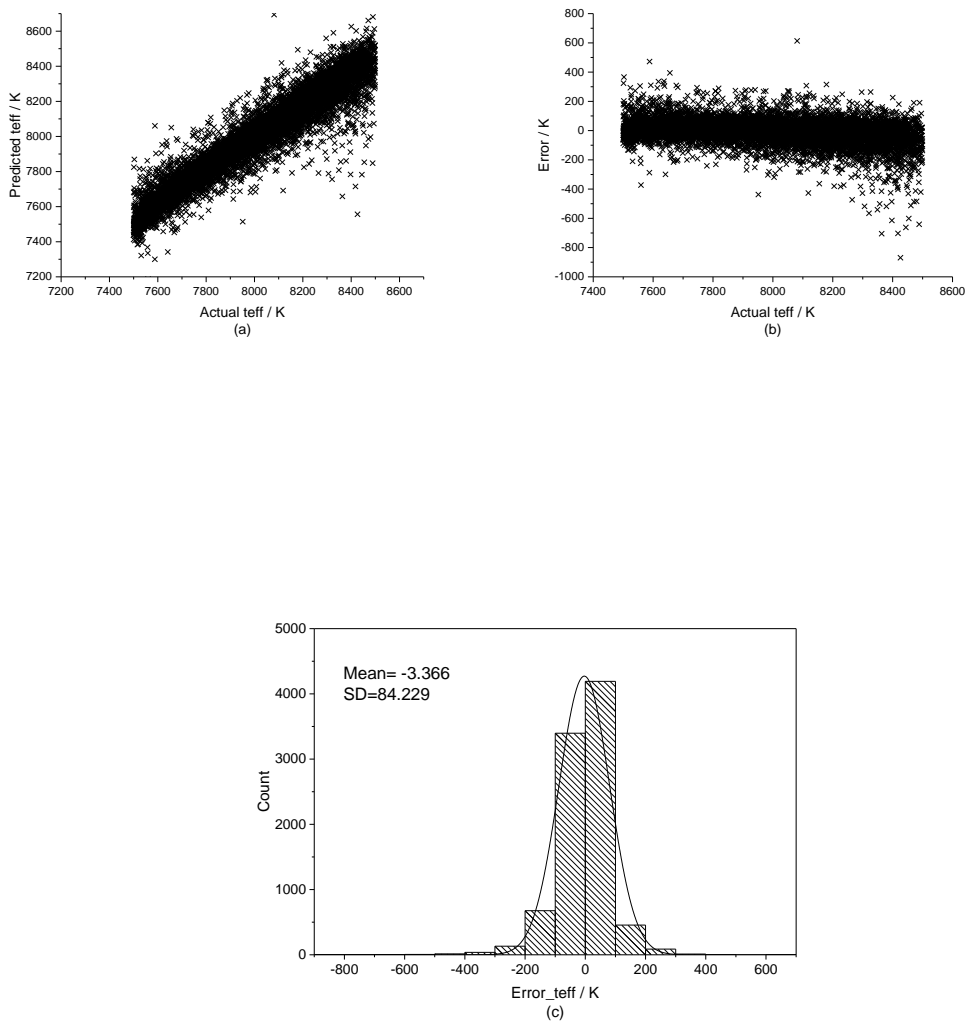 8600
8400
8200
8000
7800
7600
7400
7200
Predicted teff / K
7200 7400 7600 7800 8000 8200 8400 8600
Actual teff / K
(a)
800
600
400
200
0
-200
-400
-600
-800
-1000
Error / K
7400 7600 7800 8000 8200 8400 8600
Actual teff / K
(b)
5000
4000
3000
2000
1000
0
Count
Mean= -3.366
SD=84.229
-800 -600 -400 -200 0 200 400 600
Error_teff / K
(c)